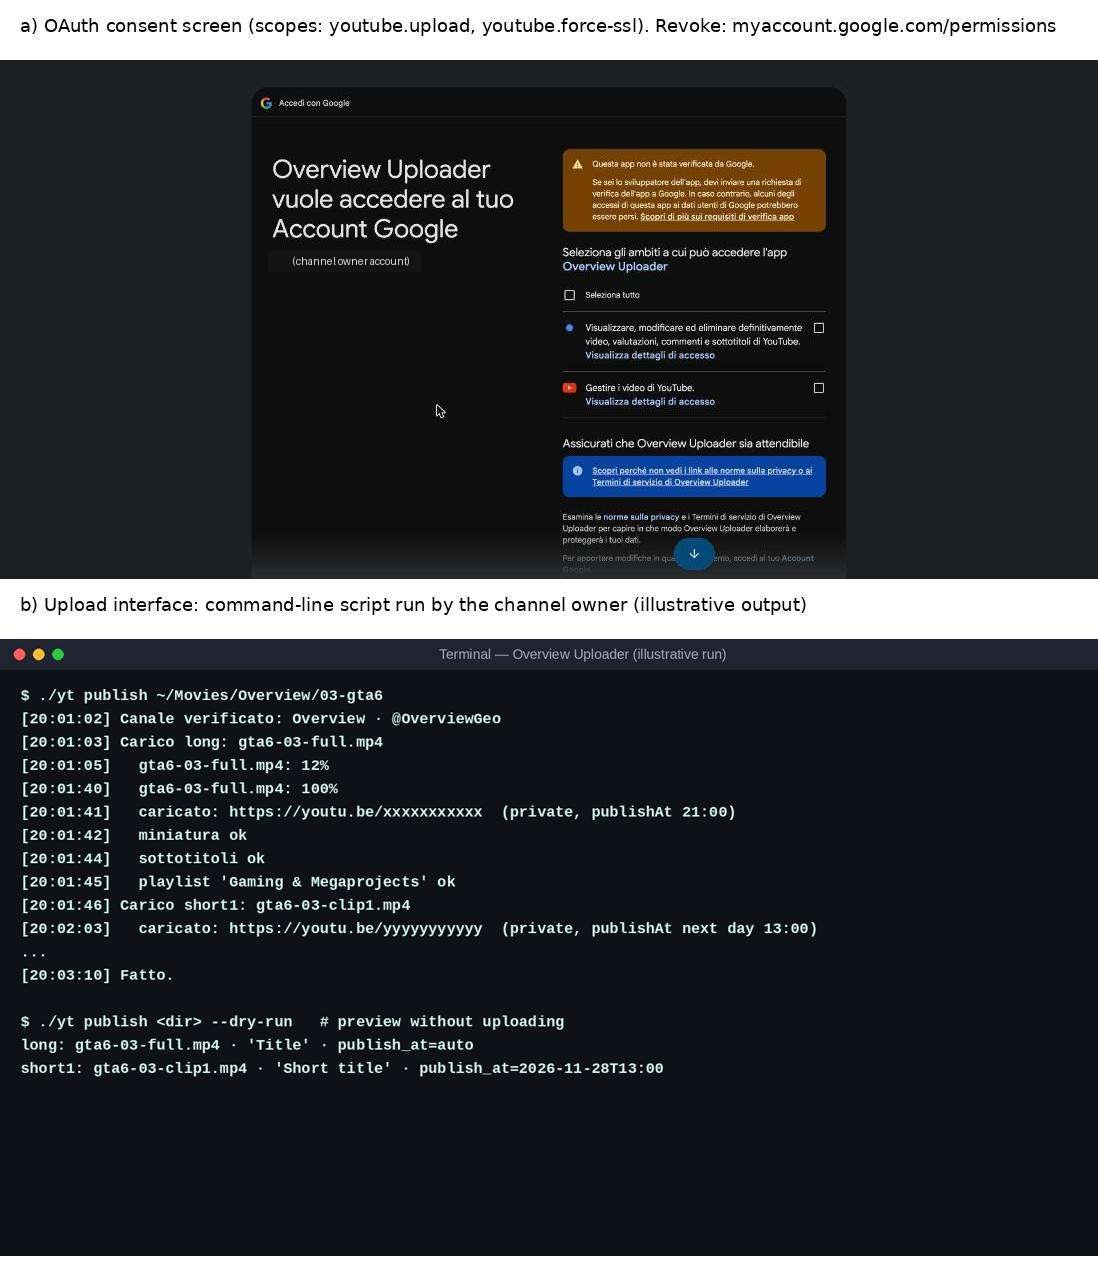 a) OAuth consent screen (scopes: youtube.upload, youtube.force-ssl). Revoke: myaccount.google.com/permissions
Accedi con Google
Overview Uploader
vuole accedere al tuo
Account Google
(channel owner account)
Questa app non è stata verificata da Google.
Se sei lo sviluppatore dell'app, devi inviare una richiesta di
verifica dell'app a Google. In caso contrario, alcuni degli
accessi di questa app ai dati utenti di Google potrebbero
essere persi. Scopri di più sui requisiti di verifica app
Seleziona gli ambiti a cui può accedere l'app
Overview Uploader
Seleziona tutto
Visualizzare, modificare ed eliminare definitivamente
video, valutazioni, commenti e sottotitoli di YouTube.
Visualizza dettagli di accesso
Gestire i video di YouTube.
Visualizza dettagli di accesso
Assicurati che Overview Uploader sia attendibile
Scopri perché non vedi i link alle norme sulla privacy o ai
Termini di servizio di Overview Uploader
Esamina le norme sulla privacy e i Termini di servizio di Overview
Uploader per capire in che modo Overview Uploader elaborerà e
proteggerà i tuoi dati.
Per apportare modifiche in accedi al tuo Account
Google.
b) Upload interface: command-line script run by the channel owner (illustrative output)
Terminal — Overview Uploader (illustrative run)
$ ./yt publish ~/Movies/Overview/03-gta6
[20:01:02] Canale verificato: Overview · @OverviewGeo
[20:01:03] Carico long: gta6-03-full.mp4
[20:01:05]   gta6-03-full.mp4: 12%
[20:01:40]   gta6-03-full.mp4: 100%
[20:01:41]   caricato: https://youtu.be/xxxxxxxxxxx  (private, publishAt 21:00)
[20:01:42]   miniatura ok
[20:01:44]   sottotitoli ok
[20:01:45]   playlist 'Gaming & Megaprojects' ok
[20:01:46] Carico short1: gta6-03-clip1.mp4
[20:02:03]   caricato: https://youtu.be/yyyyyyyyyyy  (private, publishAt next day 13:00)
...
[20:03:10] Fatto.
$ ./yt publish <dir> --dry-run   # preview without uploading
long: gta6-03-full.mp4 · 'Title' · publish_at=auto
short1: gta6-03-clip1.mp4 · 'Short title' · publish_at=2026-11-28T13:00